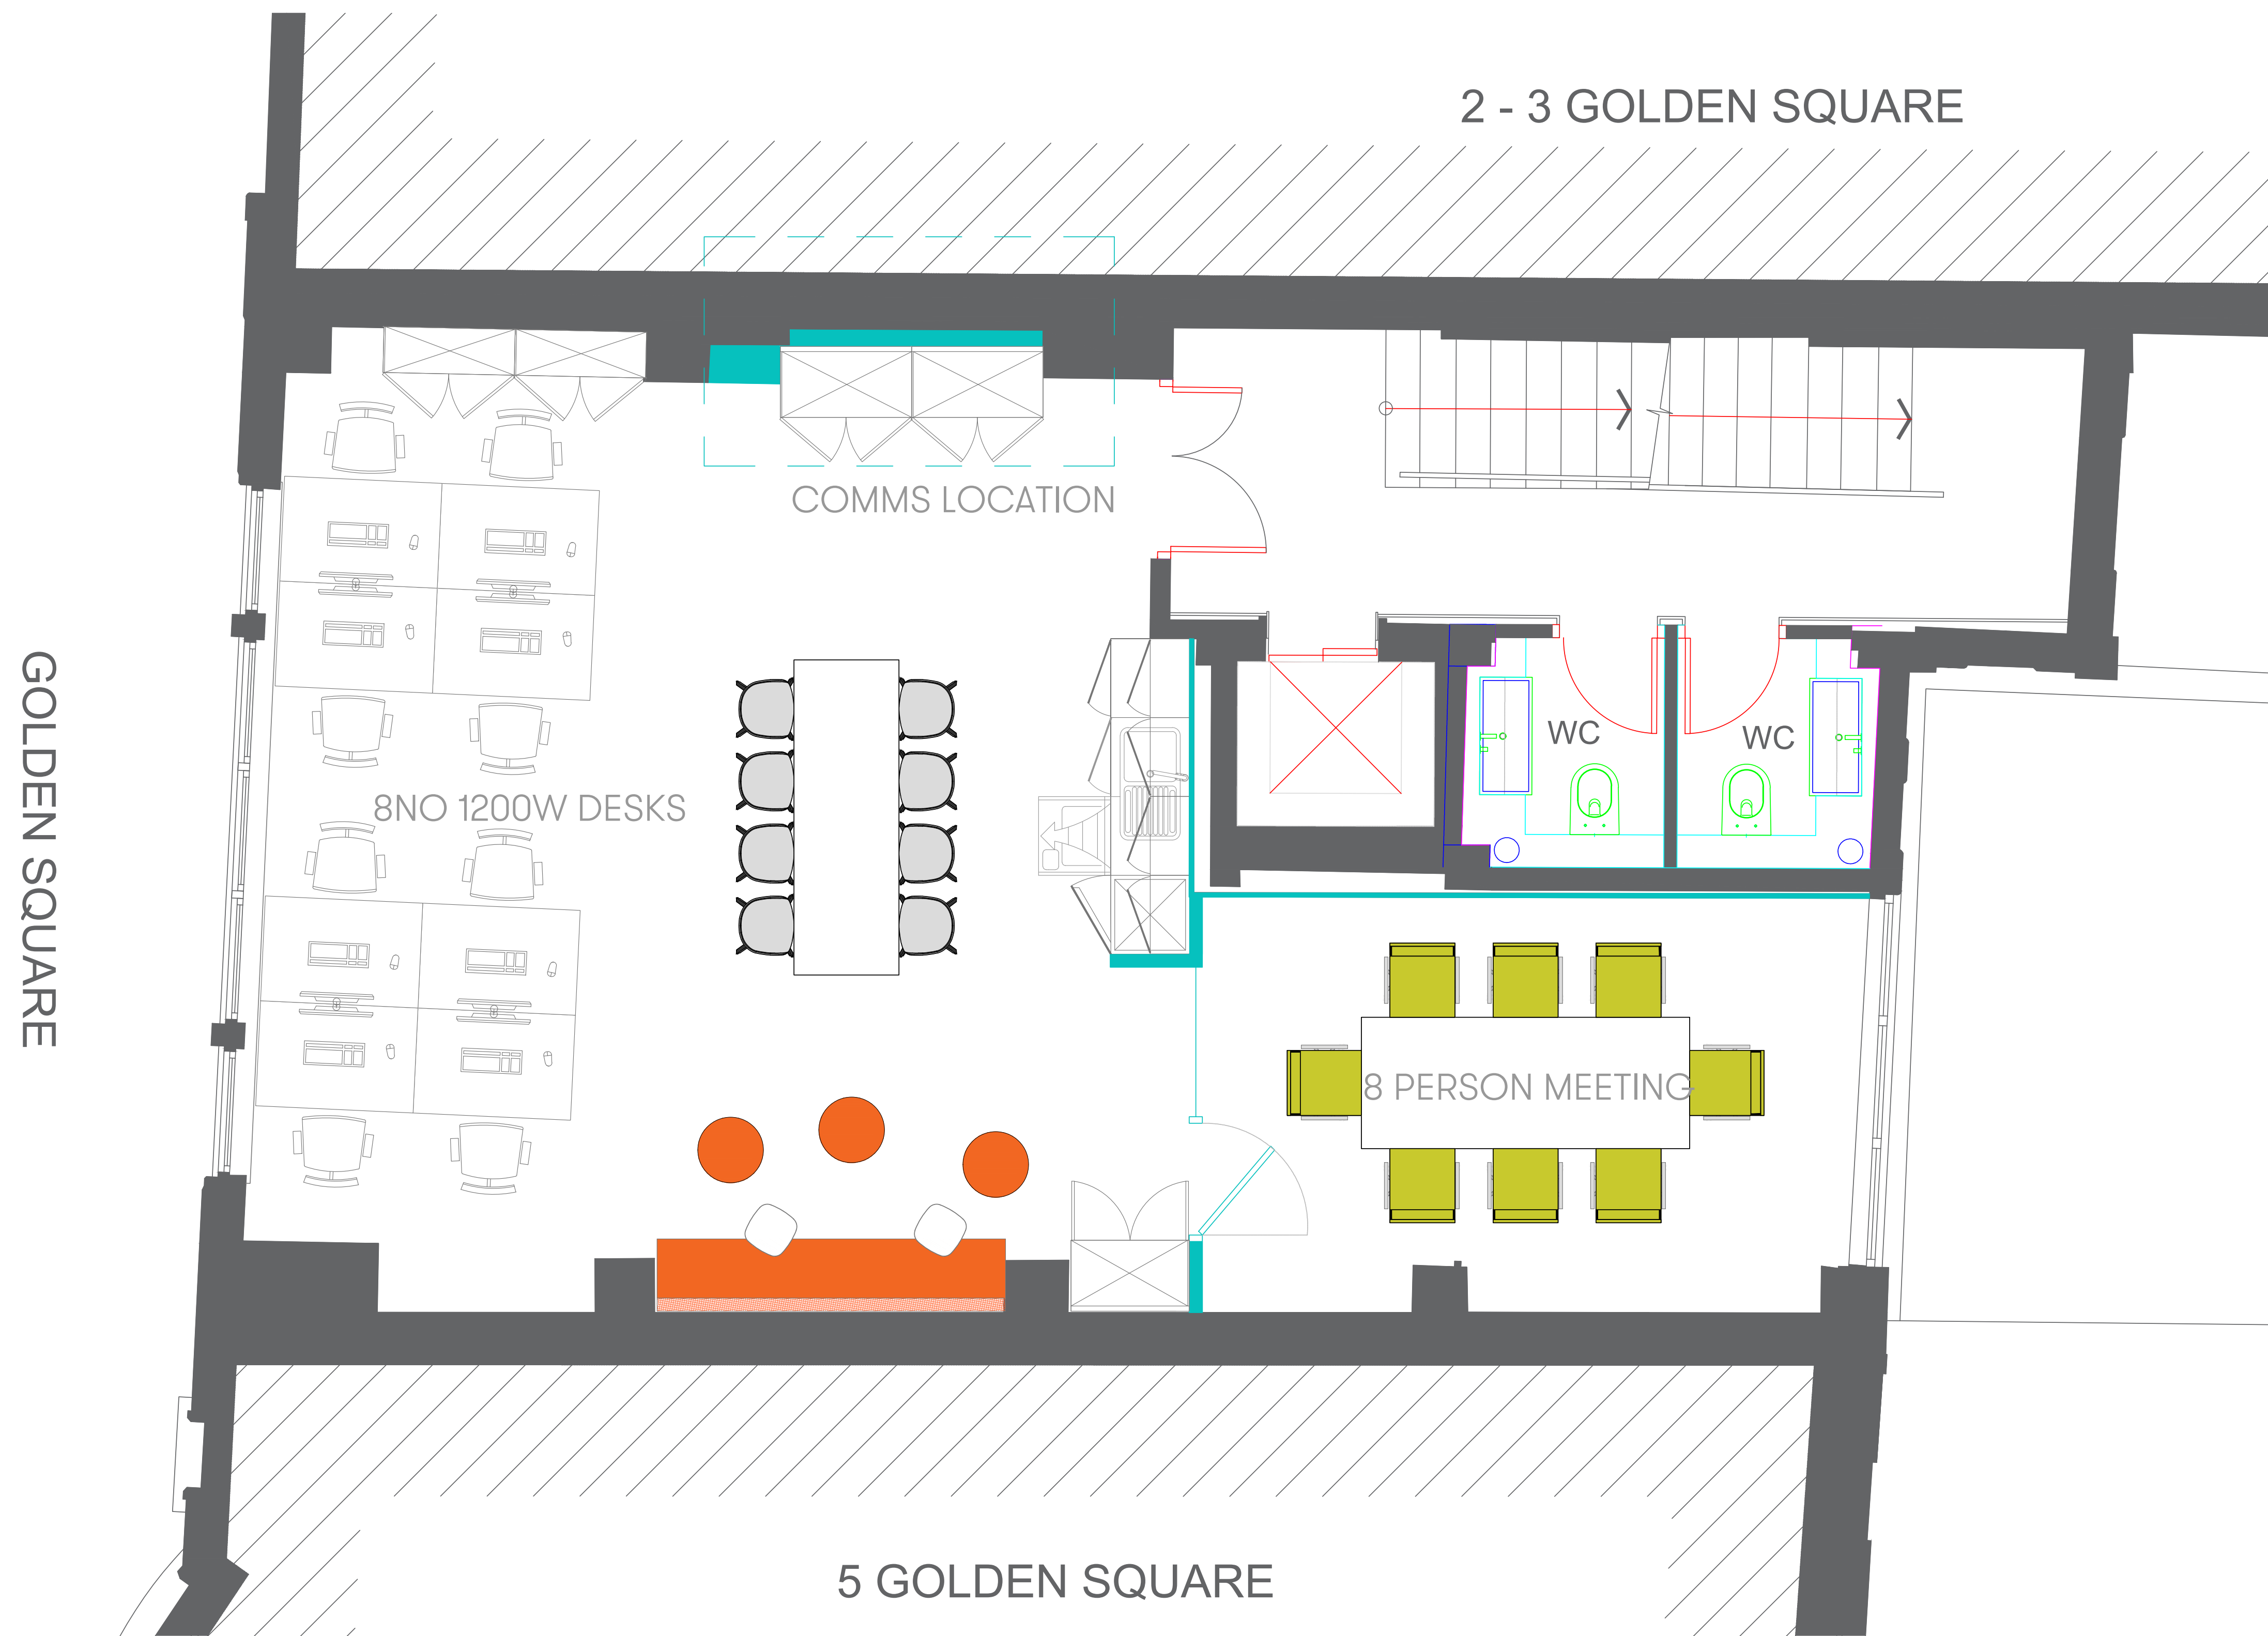 2 - 3 GOLDEN SQUARE
COMMS LOCATION
GOLDEN SQUARE
WC
WC
8NO 1200W DESKS
8 PERSON MEETING
5 GOLDEN SQUARE